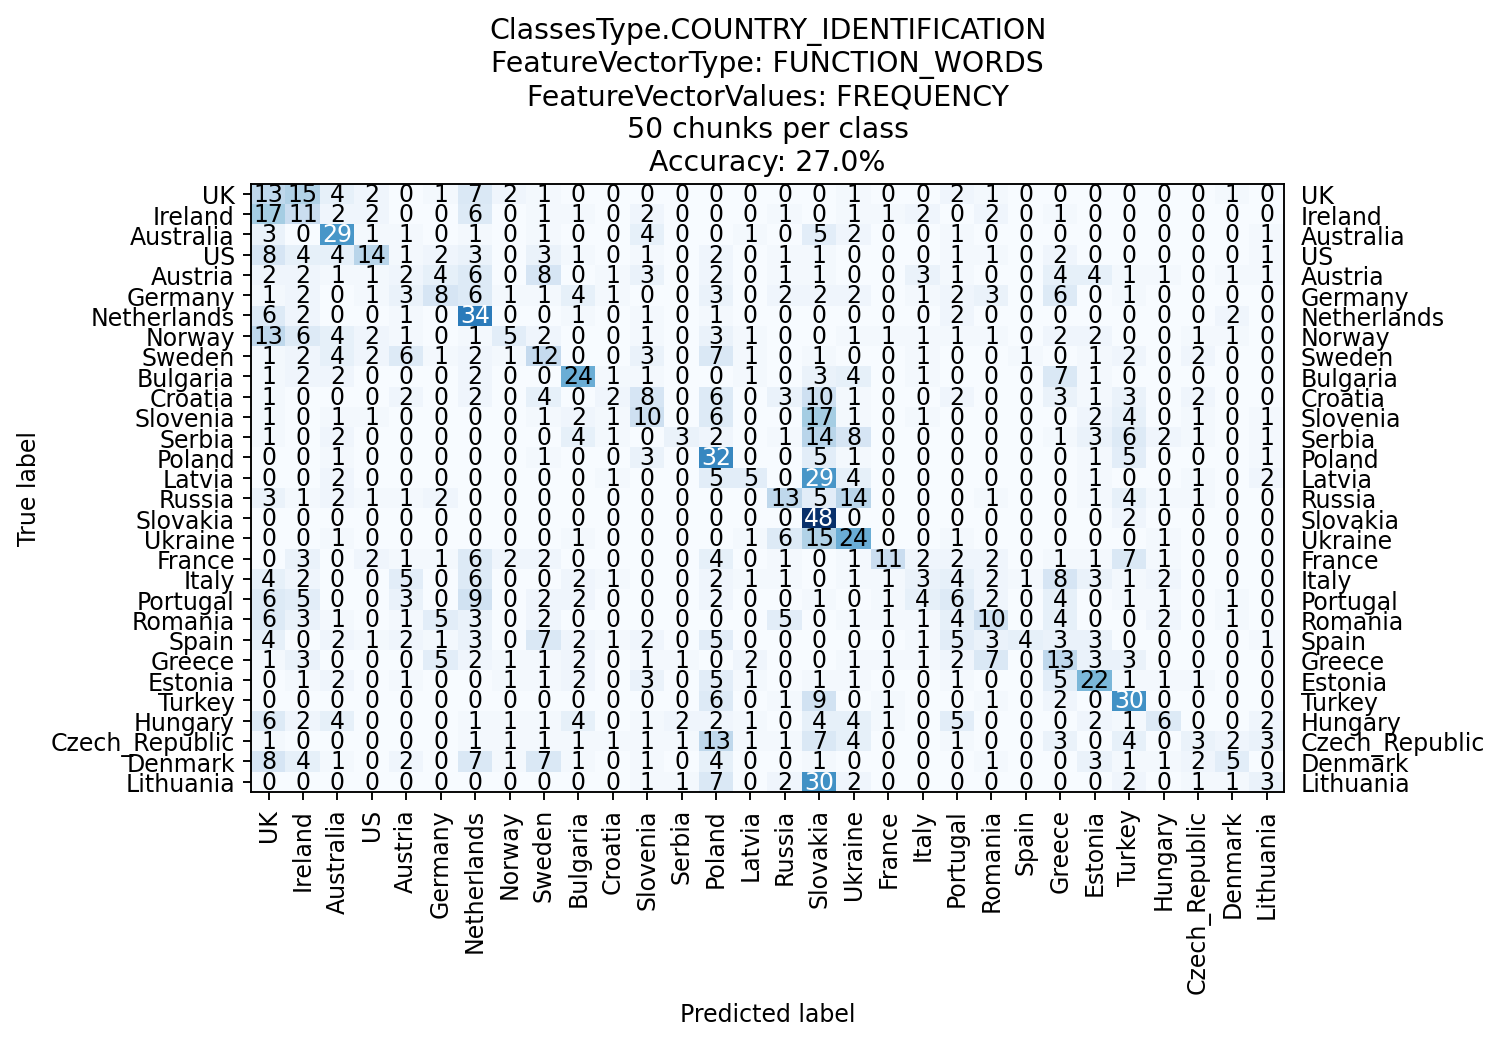 ClassesType.COUNTRY_IDENTIFICATION
FeatureVectorType: FUNCTION_WORDS
FeatureVectorValues: FREQUENCY
50 chunks per class
Accuracy: 27.0%
UK 13 15 4 2 0 1 7 2 1 0 0 0 0 0 0 0 0 1 0 0 2 1 0 0 0 0 0 0 1 0 UK
Ireland 17 11 2 2 0 0 6 0 1 1 0 2 0 0 0 1 0 1 1 2 0 2 0 1 0 0 0 0 0 0 Ireland
Australia 3 0 29 1 1 0 1 0 1 0 0 4 0 0 1 0 5 2 0 0 1 0 0 0 0 0 0 0 0 1 Australia
US 8 4 4 14 1 2 3 0 3 1 0 1 0 2 0 1 1 0 0 0 1 1 0 2 0 0 0 0 0 1 US
Austria 2 2 1 1 2 4 6 0 8 0 1 3 0 2 0 1 1 0 0 3 1 0 0 4 4 1 1 0 1 1 Austria
Germany 1 2 0 1 3 8 6 1 1 4 1 0 0 3 0 2 2 2 0 1 2 3 0 6 0 1 0 0 0 0 Germany
Netherlands 6 2 0 0 1 0 34 0 0 1 0 1 0 1 0 0 0 0 0 0 2 0 0 0 0 0 0 0 2 0 Netherlands
Norway 13 6 4 2 1 0 1 5 2 0 0 1 0 3 1 0 0 1 1 1 1 1 0 2 2 0 0 1 1 0 Norway
Sweden 1 2 4 2 6 1 2 1 12 0 0 3 0 7 1 0 1 0 0 1 0 0 1 0 1 2 0 2 0 0 Sweden
Bulgaria 1 2 2 0 0 0 2 0 0 24 1 1 0 0 1 0 3 4 0 1 0 0 0 7 1 0 0 0 0 0 Bulgaria
Croatia 1 0 0 0 2 0 2 0 4 0 2 8 0 6 0 3 10 1 0 0 2 0 0 3 1 3 0 2 0 0 Croatia
Slovenia 1 0 1 1 0 0 0 0 1 2 1 10 0 6 0 0 17 1 0 1 0 0 0 0 2 4 0 1 0 1 Slovenia
Serbia 1 0 2 0 0 0 0 0 0 4 1 0 3 2 0 1 14 8 0 0 0 0 0 1 3 6 2 1 0 1 Serbia
Poland 0 0 1 0 0 0 0 0 1 0 0 3 0 32 0 0 5 1 0 0 0 0 0 0 1 5 0 0 0 1 Poland
Latvia 0 0 2 0 0 0 0 0 0 0 1 0 0 5 5 0 29 4 0 0 0 0 0 0 1 0 0 1 0 2 Latvia
Russia 3 1 2 1 2 0 0 0 0 0 0 0 0 0 0 13 5 14 0 0 0 1 0 0 1 4 1 1 0 0 Russia
Slovakia 0 0 0 0 0 0 0 0 0 0 0 0 0 0 0 0 48 0 0 0 0 0 0 0 0 2 0 0 0 0 Slovakia
Ukraine 0 0 1 0 0 0 0 0 0 1 0 0 0 0 1 6 15 24 0 0 1 0 0 0 0 0 1 0 0 0 Ukraine
France 0 3 0 2 1 1 6 2 2 0 0 0 0 4 0 1 0 1 11 2 2 2 0 1 1 7 1 0 0 0 France
Italy 4 2 0 0 5 0 6 0 0 2 1 0 0 2 1 1 0 1 1 3 4 2 1 8 3 1 2 0 0 0 Italy
Portugal 6 5 0 0 3 0 9 0 2 2 0 0 0 2 0 0 1 0 1 4 6 2 0 4 0 1 1 0 1 0 Portugal
Romania 6 3 1 0 1 5 3 0 2 0 0 0 0 0 0 5 0 1 1 1 4 10 0 4 0 0 2 0 1 0 Romania
Spain 4 0 2 1 2 1 3 0 7 2 1 2 0 5 0 0 0 0 0 1 5 3 4 3 3 0 0 0 0 1 Spain
Greece 1 3 0 0 0 5 2 1 1 2 0 1 1 0 2 0 0 1 1 1 2 7 0 13 3 3 0 0 0 0 Greece
Estonia 0 1 2 0 1 0 0 1 1 2 0 3 0 5 1 0 1 1 0 0 1 0 0 5 22 1 1 1 0 0 Estonia
Turkey 0 0 0 0 0 0 0 0 0 0 0 0 0 6 0 1 9 0 1 0 0 1 0 2 0 30 0 0 0 0 Turkey
Hungary 6 2 4 0 0 0 1 1 1 4 0 1 2 2 1 0 4 4 1 0 5 0 0 0 2 1 6 0 0 2 Hungary
Czech_Republic 1 0 0 0 0 0 1 1 1 1 1 1 1 13 1 1 7 4 0 0 1 0 0 3 0 4 0 3 2 3 Czech_Republic
Denmark 8 4 1 0 2 0 7 1 7 1 0 1 0 4 0 0 1 0 0 0 0 1 0 0 3 1 1 2 5 0 Denmark
Lithuania 0 0 0 0 0 0 0 0 0 0 0 1 1 7 0 2 30 2 0 0 0 0 0 0 0 2 0 1 1 3 Lithuania
True label
UK Ireland Australia US Austria Germany Netherlands Norway Sweden Bulgaria Croatia Slovenia Serbia Poland Latvia Russia Slovakia Ukraine France Italy Portugal Romania Spain Greece Estonia Turkey Hungary Czech_Republic Denmark Lithuania
Predicted label